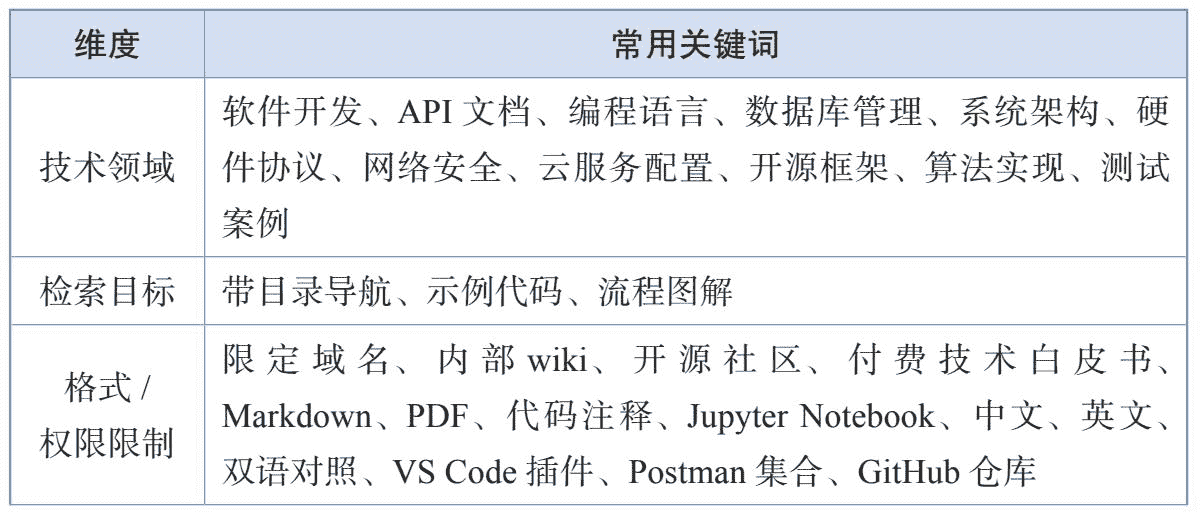 维度
常用关键词
技术领域
软件开发、API 文档、编程语言、数据库管理、系统架构、硬
件协议、网络安全、云服务配置、开源框架、算法实现、测试
案例
检索目标
带目录导航、示例代码、流程图解
格式 /
权限限制
限定域名、内部 wiki、开源社区、付费技术白皮书、
Markdown、PDF、代码注释、Jupyter Notebook、中文、英文、
双语对照、VS Code 插件、Postman 集合、GitHub 仓库